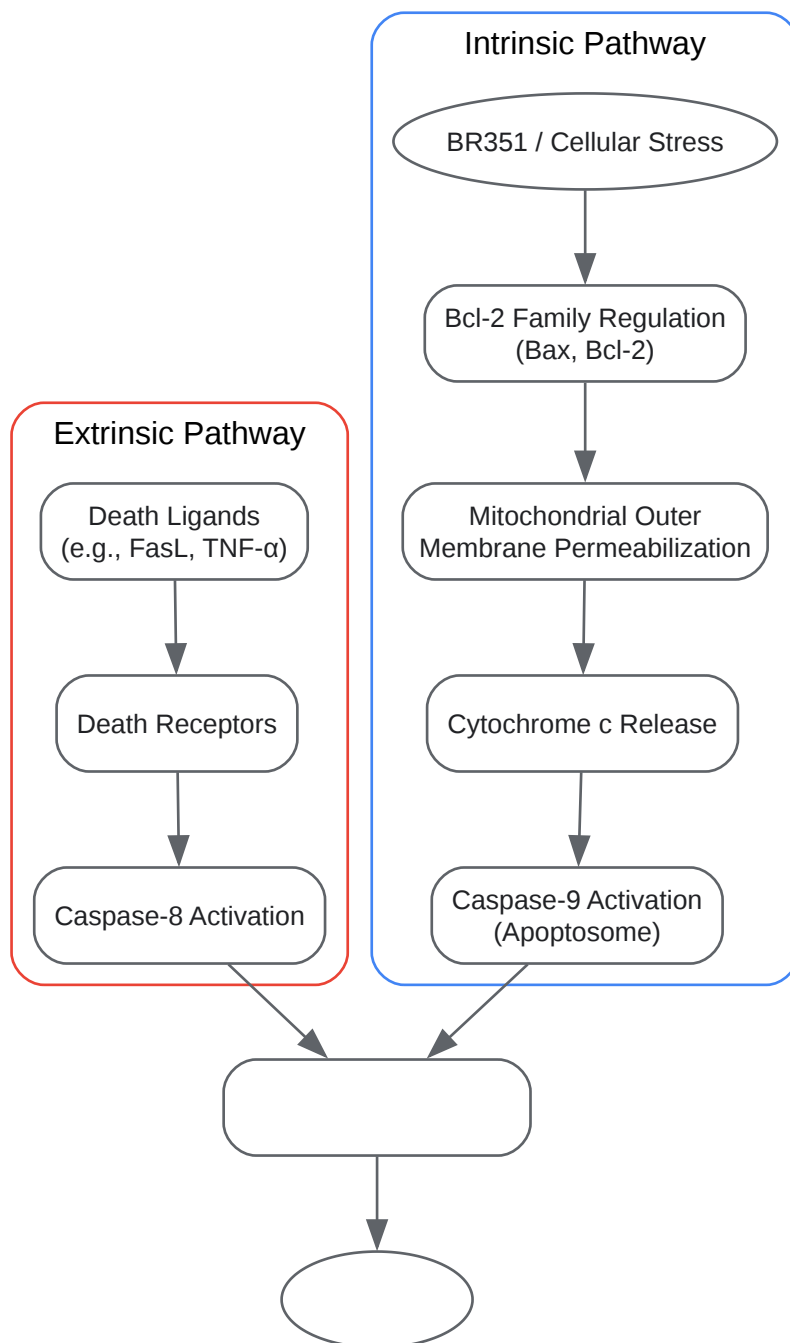 Intrinsic Pathway
BR351 / Cellular Stress
Bcl-2 Family Regulation
(Bax, Bcl-2)
Mitochondrial Outer
Membrane Permeabilization
Cytochrome c Release
Caspase-9 Activation
(Apoptosome)
Extrinsic Pathway
Death Ligands
(e.g., FasL, TNF-α)
Death Receptors
Caspase-8 Activation